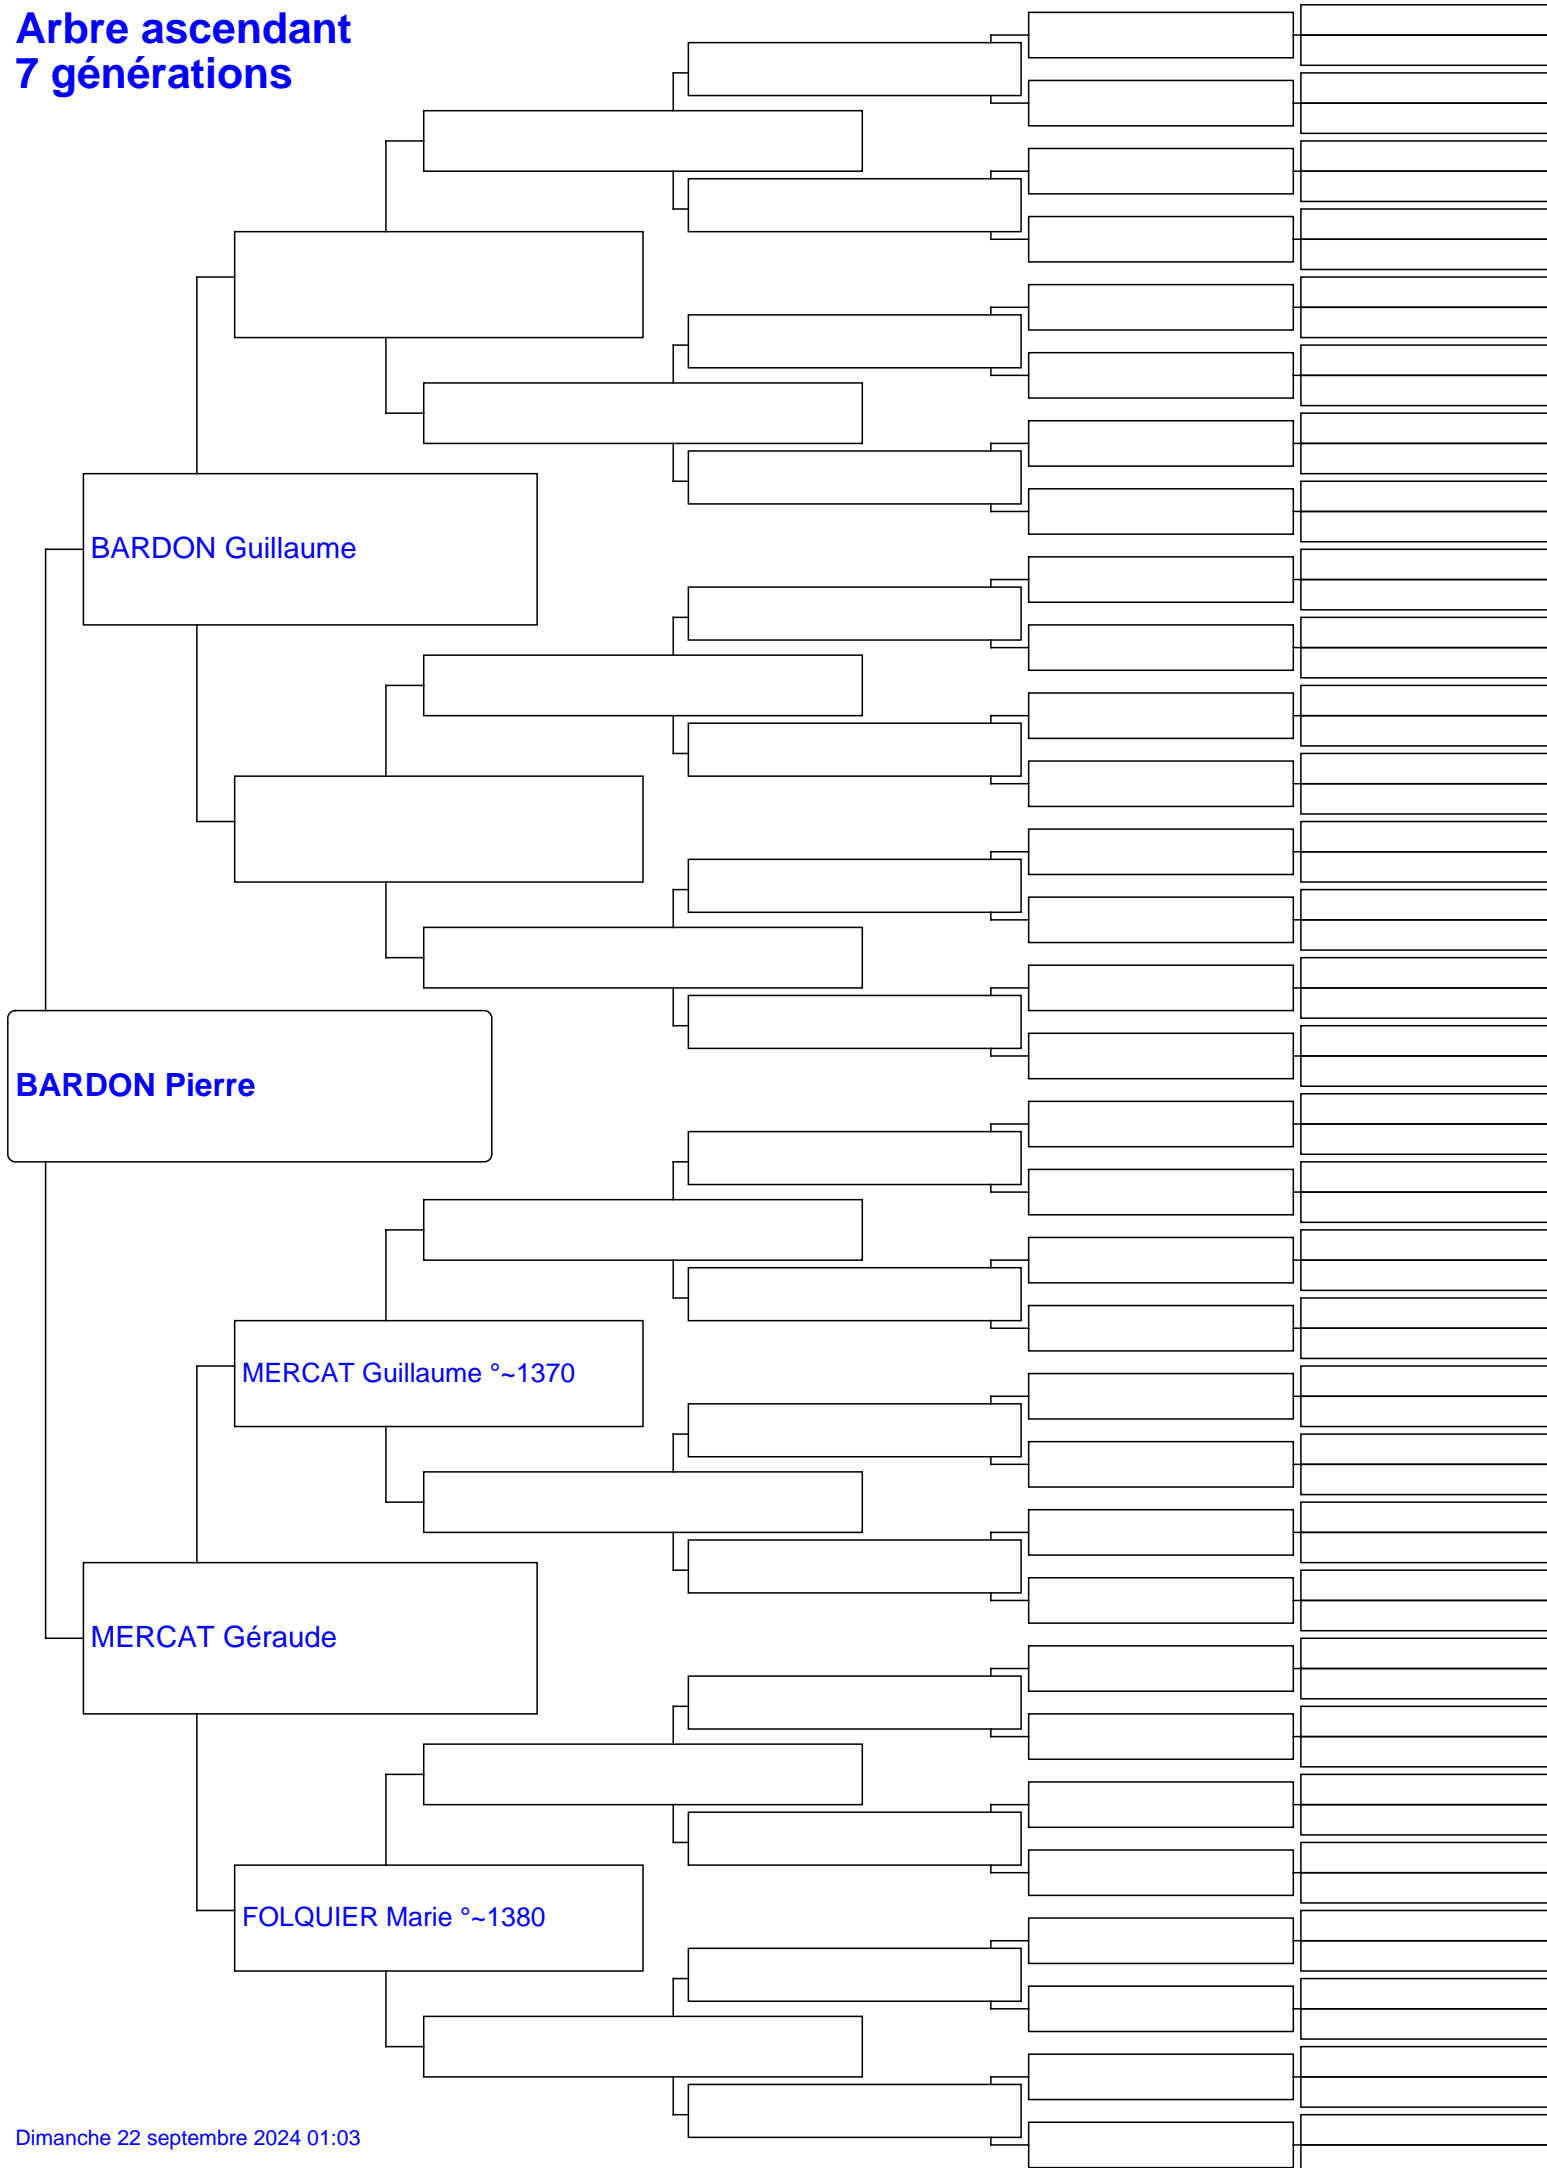 Arbre ascendant
7 générations
BARDON Guillaume
BARDON Pierre
MERCAT Guillaume °~1370
MERCAT Géraude
FOLQUIER Marie °~1380
Dimanche 22 septembre 2024 01:03